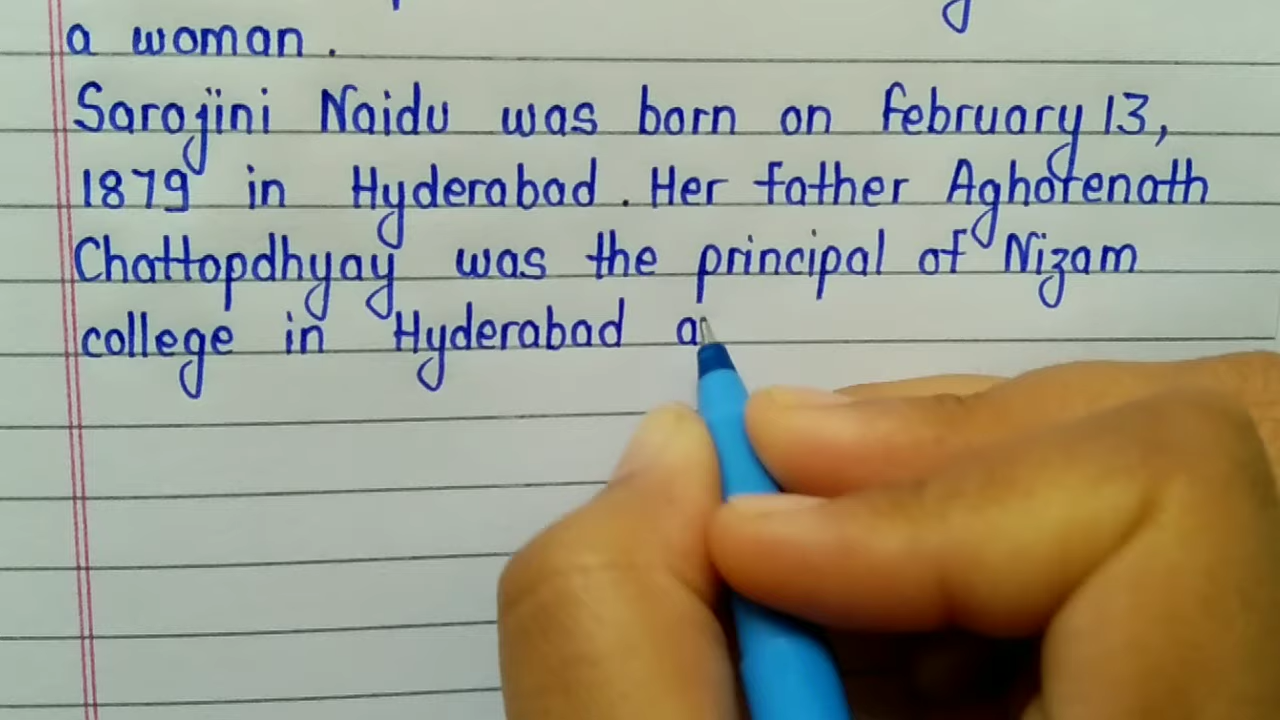 a woman.
Sarojini Naidu was born on february 13,
1879 in Hyderabad. Her father Aghorenath
Chattopdhyay was the principal of Nizam
college in Hyderabad